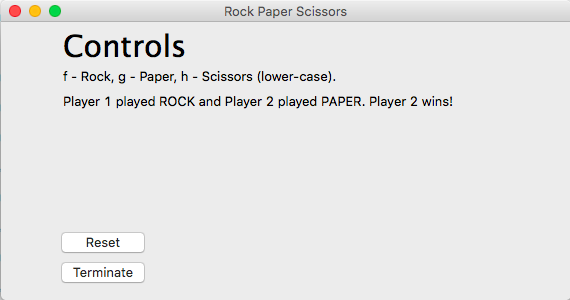 Rock Paper Scissors
Controls
f - Rock, g - Paper, h - Scissors (lower-case).
Player 1 played ROCK and Player 2 played PAPER. Player 2 wins!
Reset
Terminate